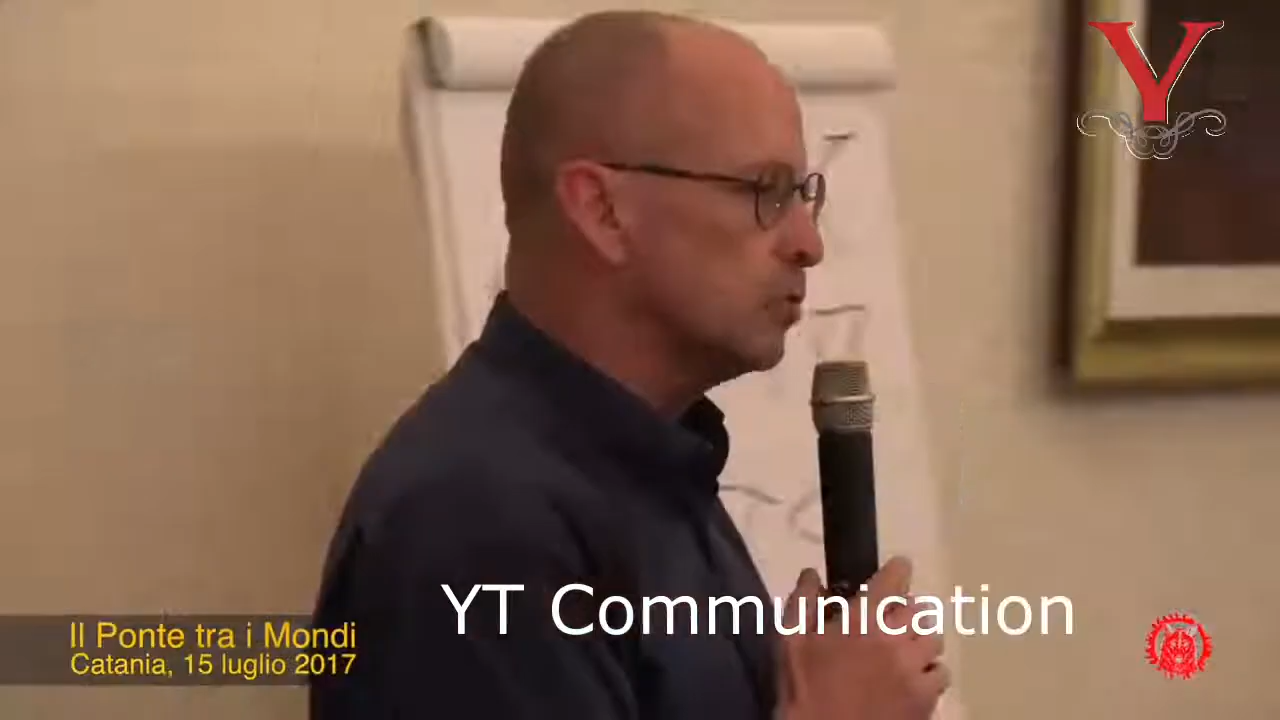 Y
YT Communication
Il Ponte tra i Mondi
Catania, 15 luglio 2017